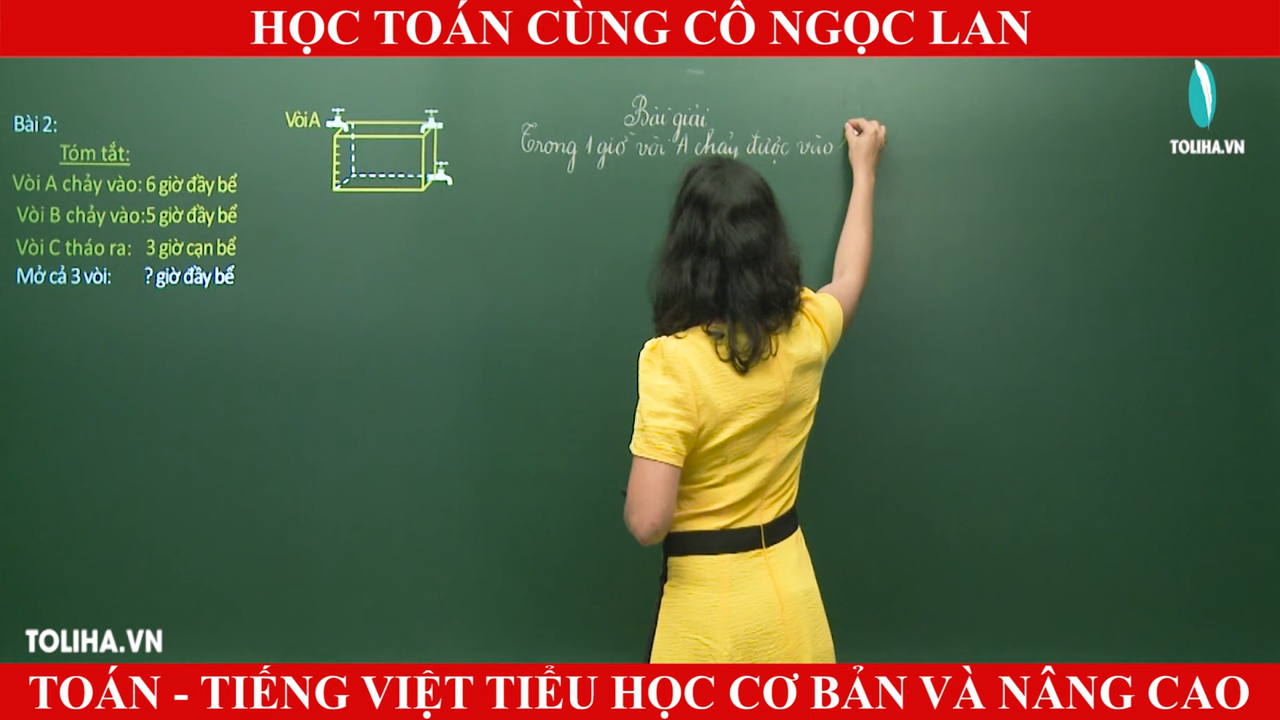 HỌC TOÁN CÙNG CÔ NGỌC LAN
TOLIHA.VN
Bài 2:
Tóm tắt:
Vòi A chảy vào: 6 giờ đầy bể
Vòi B chảy vào:5 giờ đầy bể
Vòi C tháo ra: 3 giờ cạn bể
Mở cả 3 vòi: ? giờ đầy bể
Vòi A
Bài giải
Trong 1 giờ vòi A chảy được vào
TOLIHA.VN
TOÁN - TIẾNG VIỆT TIỂU HỌC CƠ BẢN VÀ NÂNG CAO